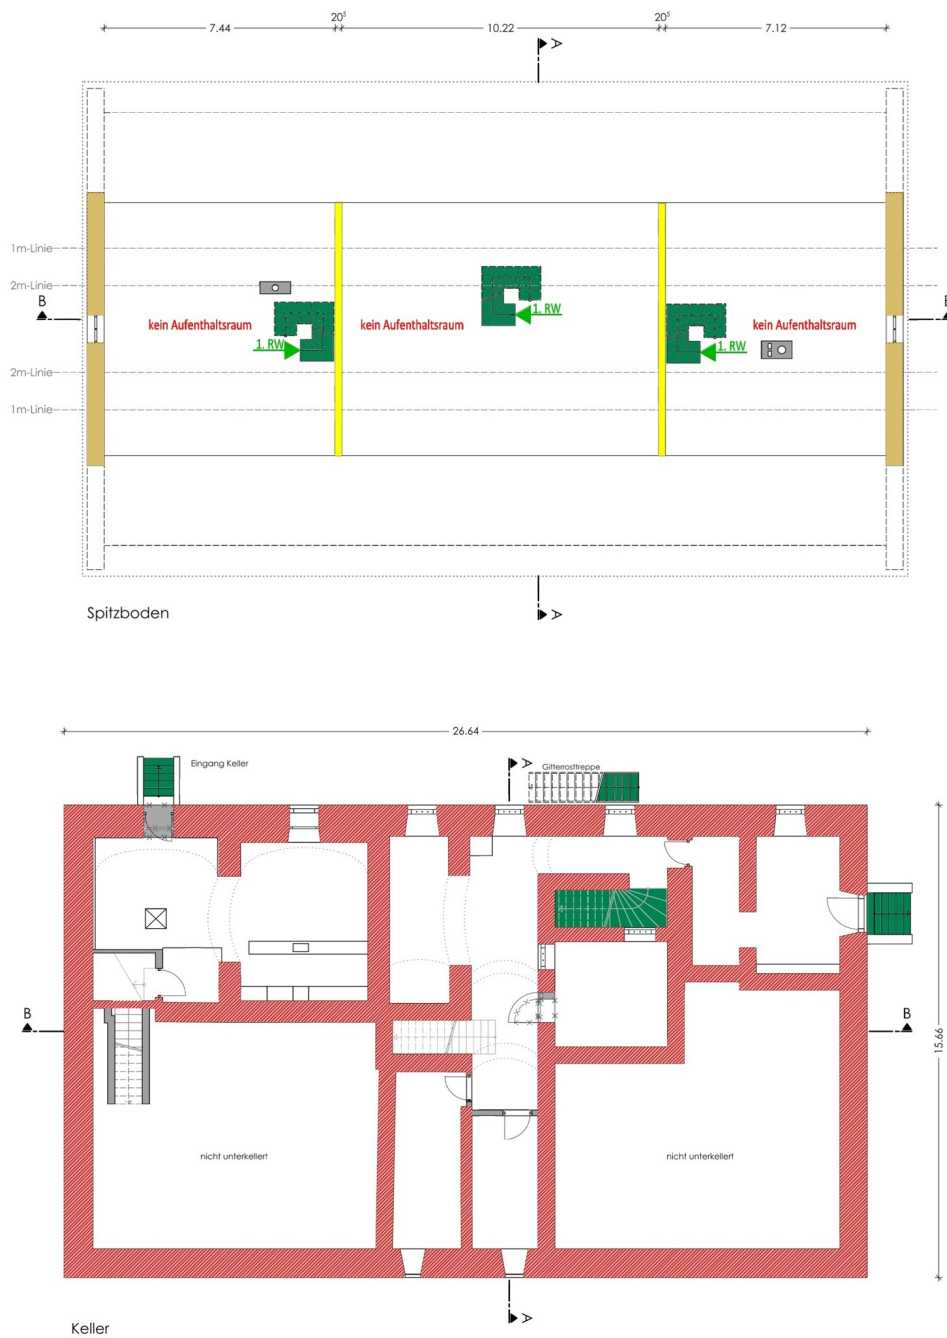 7.44 20⁵ 10.22 20⁵ 7.12
A
1m-Linie
2m-Linie
B B
kein Aufenthaltsraum kein Aufenthaltsraum kein Aufenthaltsraum
1. RW 1. RW 1. RW
2m-Linie
1m-Linie
A
Spitzboden
26.64
Eingang Keller A Gitterrosttreppe
B B
15.66
nicht unterkellert nicht unterkellert
A
Keller